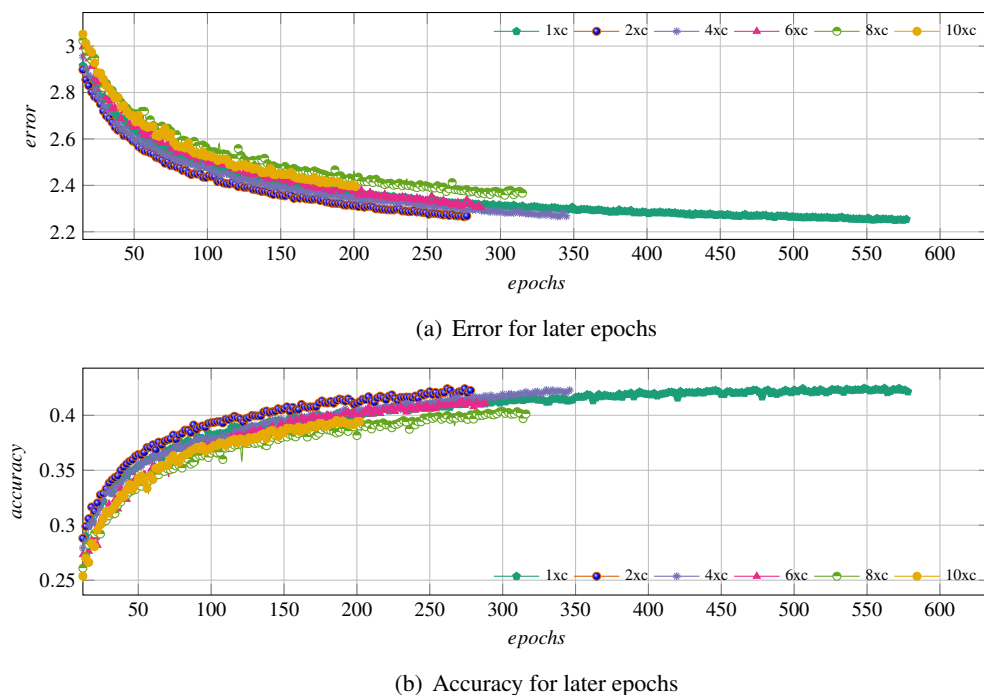 1xc 2xc 4xc 6xc 8xc 10xc
3
2.8
2.6
2.4
2.2
error
50 100 150 200 250 300 350 400 450 500 550 600
epochs
(a) Error for later epochs
0.4
0.35
0.3
0.25
accuracy
1xc 2xc 4xc 6xc 8xc 10xc
50 100 150 200 250 300 350 400 450 500 550 600
epochs
(b) Accuracy for later epochs